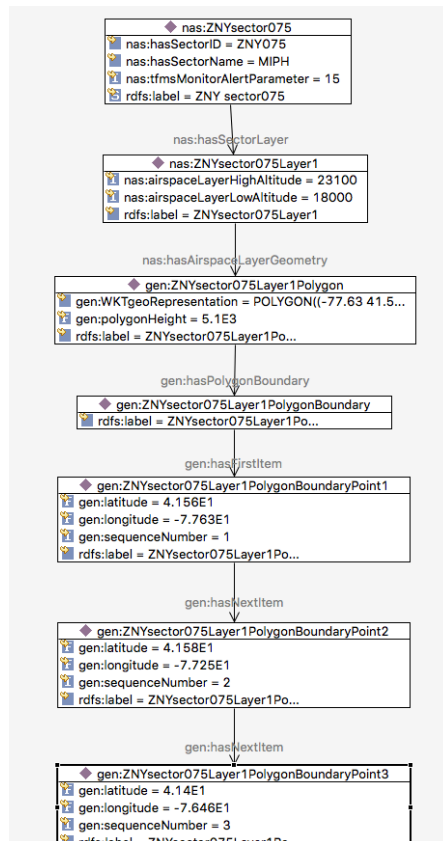 nas:ZNYsector075
nas:hasSectorID = ZNY075
nas:hasSectorName = MIPH
nas:tfmsMonitorAlertParameter = 15
rdfs:label = ZNY sector075
nas:hasSectorLayer
nas:ZNYsector075Layer1
nas:airspaceLayerHighAltitude = 23100
nas:airspaceLayerLowAltitude = 18000
rdfs:label = ZNYsector075Layer1
nas:hasAirspaceLayerGeometry
gen:ZNYsector075Layer1Polygon
gen:WKTgeoRepresentation = POLYGON((-77.63 41.5...
gen:polygonHeight = 5.1E3
rdfs:label = ZNYsector075Layer1Po...
gen:hasPolygonBoundary
gen:ZNYsector075Layer1PolygonBoundary
rdfs:label = ZNYsector075Layer1Po...
gen:hasFirstItem
gen:ZNYsector075Layer1PolygonBoundaryPoint1
gen:latitude = 4.156E1
gen:longitude = -7.763E1
gen:sequenceNumber = 1
rdfs:label = ZNYsector075Layer1Po...
gen:hasNextItem
gen:ZNYsector075Layer1PolygonBoundaryPoint2
gen:latitude = 4.158E1
gen:longitude = -7.725E1
gen:sequenceNumber = 2
rdfs:label = ZNYsector075Layer1Po...
gen:hasNextItem
gen:ZNYsector075Layer1PolygonBoundaryPoint3
gen:latitude = 4.14E1
gen:longitude = -7.646E1
gen:sequenceNumber = 3
rdfs:label = ZNYsector075Layer1Po...